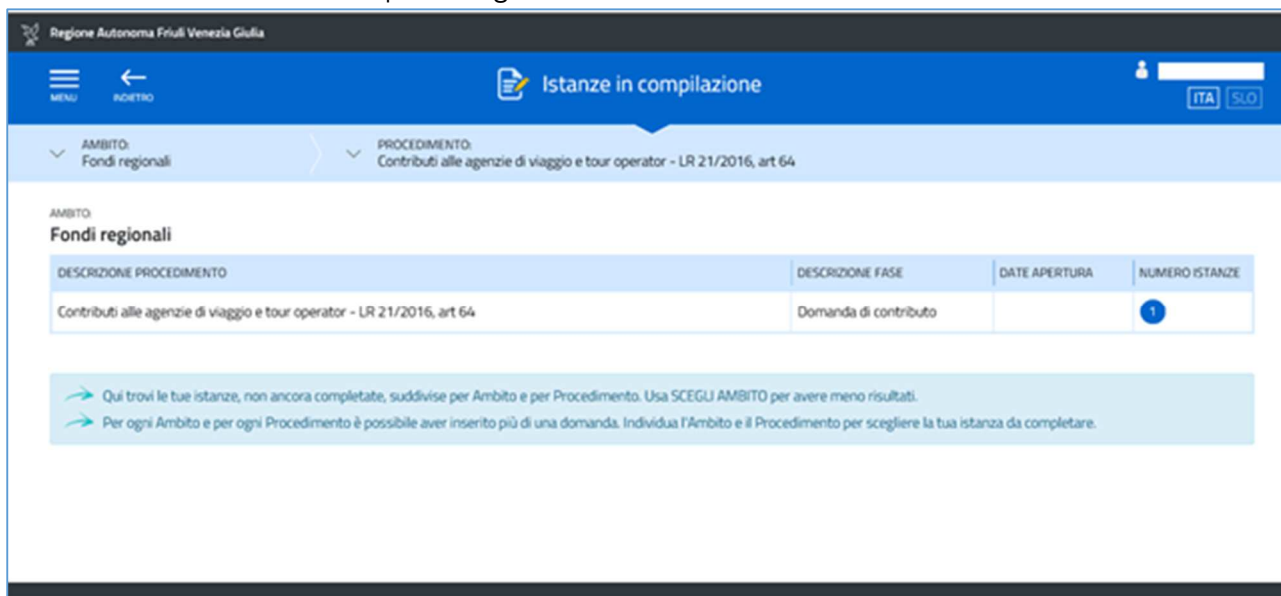 Regione Autonoma Friuli Venezia Giulia
MENU
INDIETRO
Istanze in compilazione
ITA SLO
AMBITO:
Fondi regionali
PROCEDIMENTO:
Contributi alle agenzie di viaggio e tour operator - LR 21/2016, art 64
AMBITO:
Fondi regionali
DESCRIZIONE PROCEDIMENTO DESCRIZIONE FASE DATE APERTURA NUMERO ISTANZE
Contributi alle agenzie di viaggio e tour operator - LR 21/2016, art 64 Domanda di contributo 1
Qui trovi le tue istanze, non ancora completate, suddivise per Ambito e per Procedimento. Usa SCEGLI AMBITO per avere meno risultati.
Per ogni Ambito e per ogni Procedimento è possibile aver inserito più di una domanda. Individua l'Ambito e il Procedimento per scegliere la tua istanza da completare.